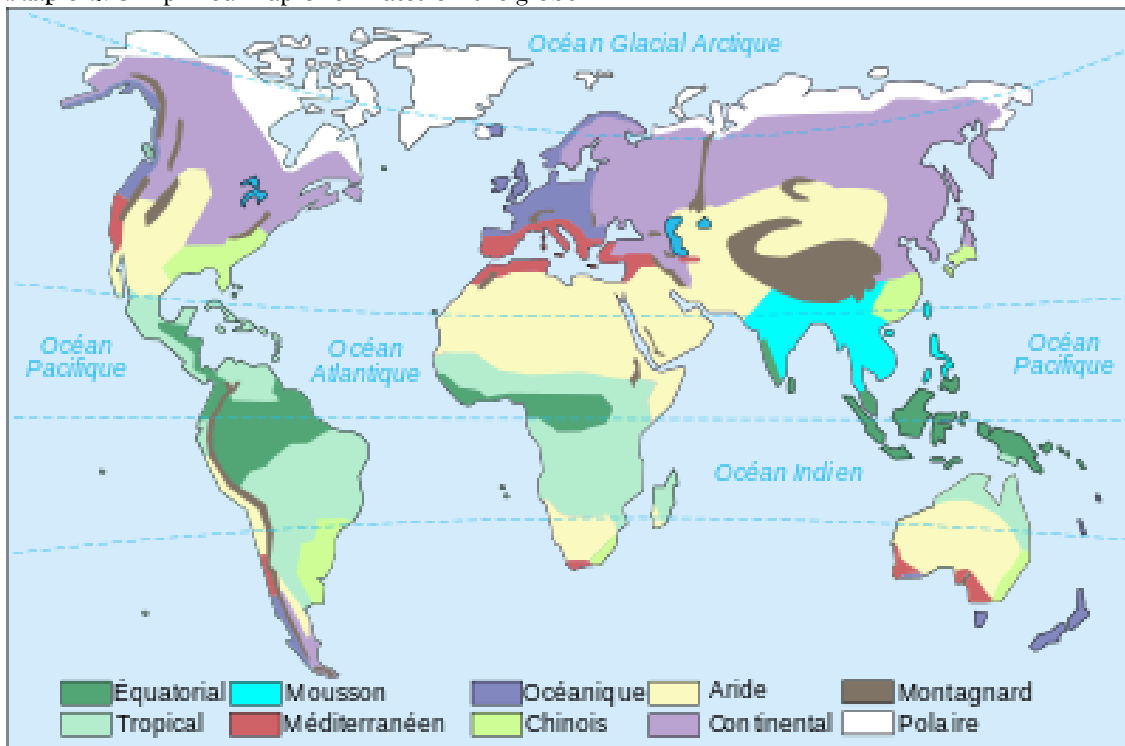 Océan Glacial Arctique
Océan
Pacifique
Océan
Atlantique
Océan
Pacifique
Océan Indien
Équatorial Mousson Océanique Aride Montagnard
Tropical Méditerranéen Chinois Continental Polaire